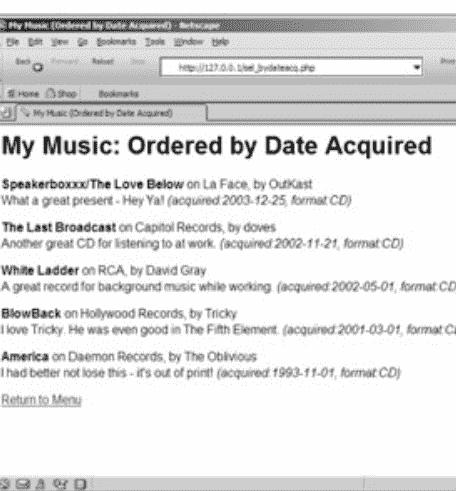 My Music (Ordered by Date Acquired) - Netscape
File Edit View Go Bookmarks Tools Window Help
Back Forward Reload Stop http://127.0.0.1/sel_bydateacq.php Print
Home Shop Bookmarks
My Music (Ordered by Date Acquired)
My Music: Ordered by Date Acquired
Speakerboxxx/The Love Below on La Face, by OutKast
What a great present - Hey Ya! (acquired:2003-12-25, format:CD)
The Last Broadcast on Capitol Records, by doves
Another great CD for listening to at work. (acquired:2002-11-21, format:CD)
White Ladder on RCA, by David Gray
A great record for background music while working. (acquired:2002-05-01, format:CD
BlowBack on Hollywood Records, by Tricky
I love Tricky. He was even good in The Fifth Element. (acquired:2001-03-01, format:C
America on Daemon Records, by The Oblivious
I had better not lose this - it's out of print! (acquired:1993-11-01, format:CD)
Return to Menu